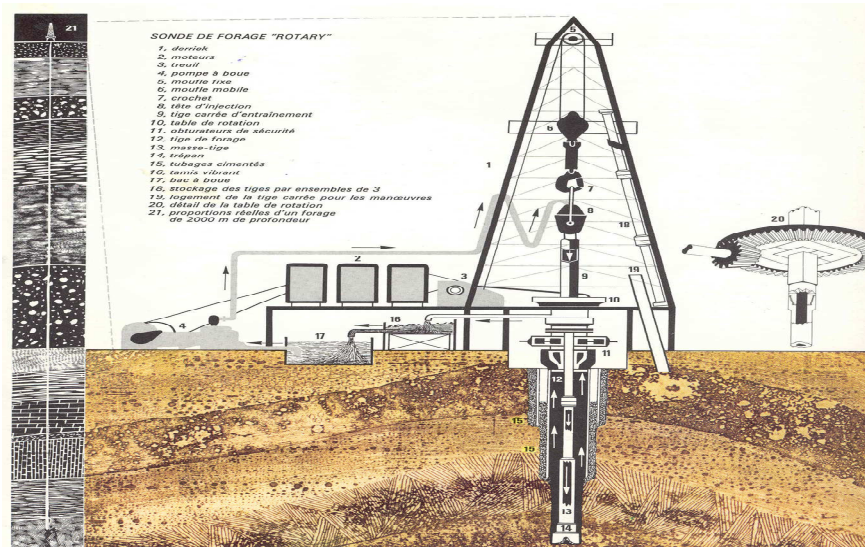 21
SONDE DE FORAGE "ROTARY"
1, derrick
2, moteurs
3, treuil
4, pompe à boue
5, moufle fixe
6, moufle mobile
7, crochet
8, tête d'injection
9, tige carrée d'entraînement
10, table de rotation
11, obturateurs de sécurité
12, tige de forage
13, masse-tige
14, trépan
15, tubages cimentés
16, tamis vibrant
17, bac à boue
18, stockage des tiges par ensembles de 3
19, logement de la tige carrée pour les manœuvres
20, détail de la table de rotation
21, proportions réelles d'un forage
de 2000 m de profondeur
5
6
1
7
8
20
18
2
3
9
19
10
4
16
17
11
12
15
15
13
14